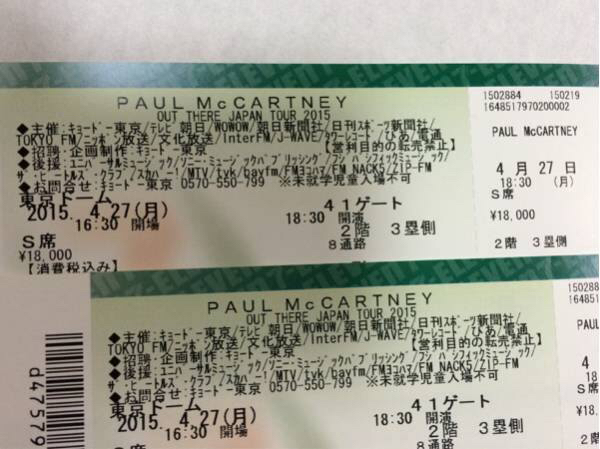 PAUL McCARTNEY
OUT THERE JAPAN TOUR 2015
◆主催:キョードー東京/テレビ朝日/WOWOW/朝日新聞社/日刊スポーツ新聞社/
TOKYO FM/ニッポン放送/文化放送/InterFM/J-WAVE/タワーレコード/ぴあ/電通
◆招聘・企画制作:キョードー東京 【営利目的の転売禁止】
◆後援:ユニバーサルミュージック/ソニー・ミュージックパブリッシング/フジパシフィックミュージック/
ザ・ビートルズ・クラブ/スカパー!/MTV/tvk/bayfm/FMヨコハマ/FM NACK5/ZIP-FM
◆お問合せ:キョードー東京 0570-550-799 ※未就学児童入場不可
東京ドーム
2015. 4.27(月)
16:30 開場
18:30 開演
41ゲート
2階 3塁側
8通路
S席
¥18,000
【消費税込み】
1502884 150219
1648517970200002
PAUL McCARTNEY
4月 27日
18:30 (月)
S席
¥18,000
2階 3塁側
PAUL McCARTNEY
OUT THERE JAPAN TOUR 2015
◆主催:キョードー東京/テレビ朝日/WOWOW/朝日新聞社/日刊スポーツ新聞社/
TOKYO FM/ニッポン放送/文化放送/InterFM/J-WAVE/タワーレコード/ぴあ/電通
◆招聘・企画制作:キョードー東京 【営利目的の転売禁止】
◆後援:ユニバーサルミュージック/ソニー・ミュージックパブリッシング/フジパシフィックミュージック/
ザ・ビートルズ・クラブ/スカパー!/MTV/tvk/bayfm/FMヨコハマ/FM NACK5/ZIP-FM
◆お問合せ:キョードー東京 0570-550-799 ※未就学児童入場不可
東京ドーム
2015. 4.27(月)
16:30 開場
18:30 開演
41ゲート
2階 3塁側
8通路
S席
150288
164851
PAUL
4
18
S席
¥18,
d47579